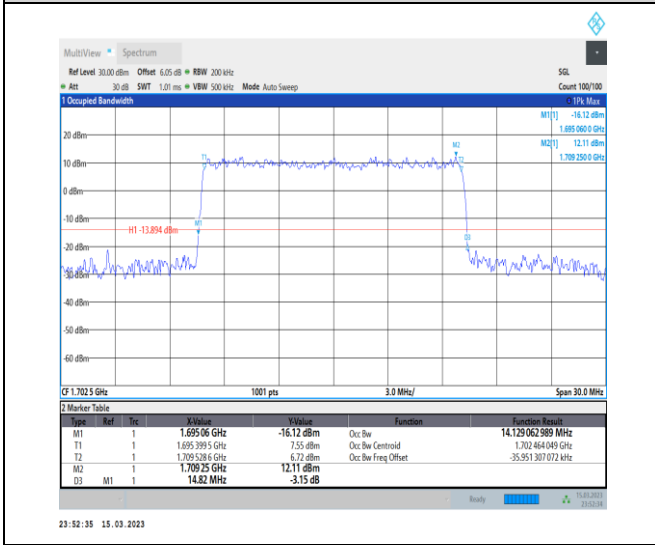 MultiView Spectrum
Ref Level 30.00 dBm Offset 6.05 dB RBW 200 kHz SGL
Att 30 dB SWT 1.01 ms VBW 500 kHz Mode Auto Sweep Count 100/100
1 Occupied Bandwidth 1Pk Max
M1[1] -16.12 dBm
1.695 060 0 GHz
M2[1] 12.11 dBm
1.709 250 0 GHz
20 dBm
M2
T1 T2
10 dBm
0 dBm
-10 dBm
M1
H1 -13.894 dBm
D3
-20 dBm
-30 dBm
-40 dBm
-50 dBm
-60 dBm
CF 1.702 5 GHz 1001 pts 3.0 MHz/ Span 30.0 MHz
2 Marker Table
Type Ref Trc X-Value Y-Value Function Function Result
M1 1 1.695 06 GHz -16.12 dBm Occ Bw 14.129 062 989 MHz
T1 1 1.695 399 5 GHz 7.55 dBm Occ Bw Centroid 1.702 464 049 GHz
T2 1 1.709 528 6 GHz 6.72 dBm Occ Bw Freq Offset -35.951 307 072 kHz
M2 1 1.709 25 GHz 12.11 dBm
D3 M1 1 14.82 MHz -3.15 dB
Ready 15.03.2023
23:52:34
23:52:35 15.03.2023